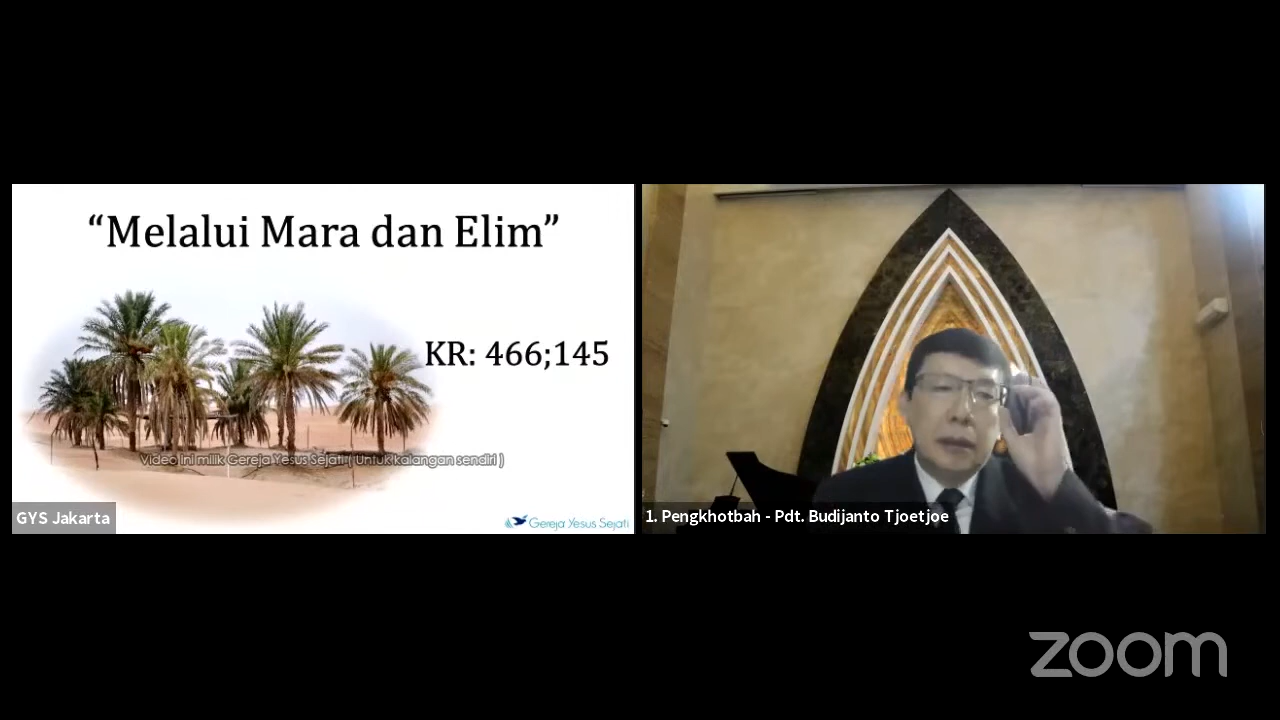 “Melalui Mara dan Elim”
KR: 466;145
Video ini milik Gereja Yesus Sejati ( Untuk kalangan sendiri )
GYS Jakarta
Gereja Yesus Sejati
1. Pengkhotbah - Pdt. Budijanto Tjoetjoe
zoom